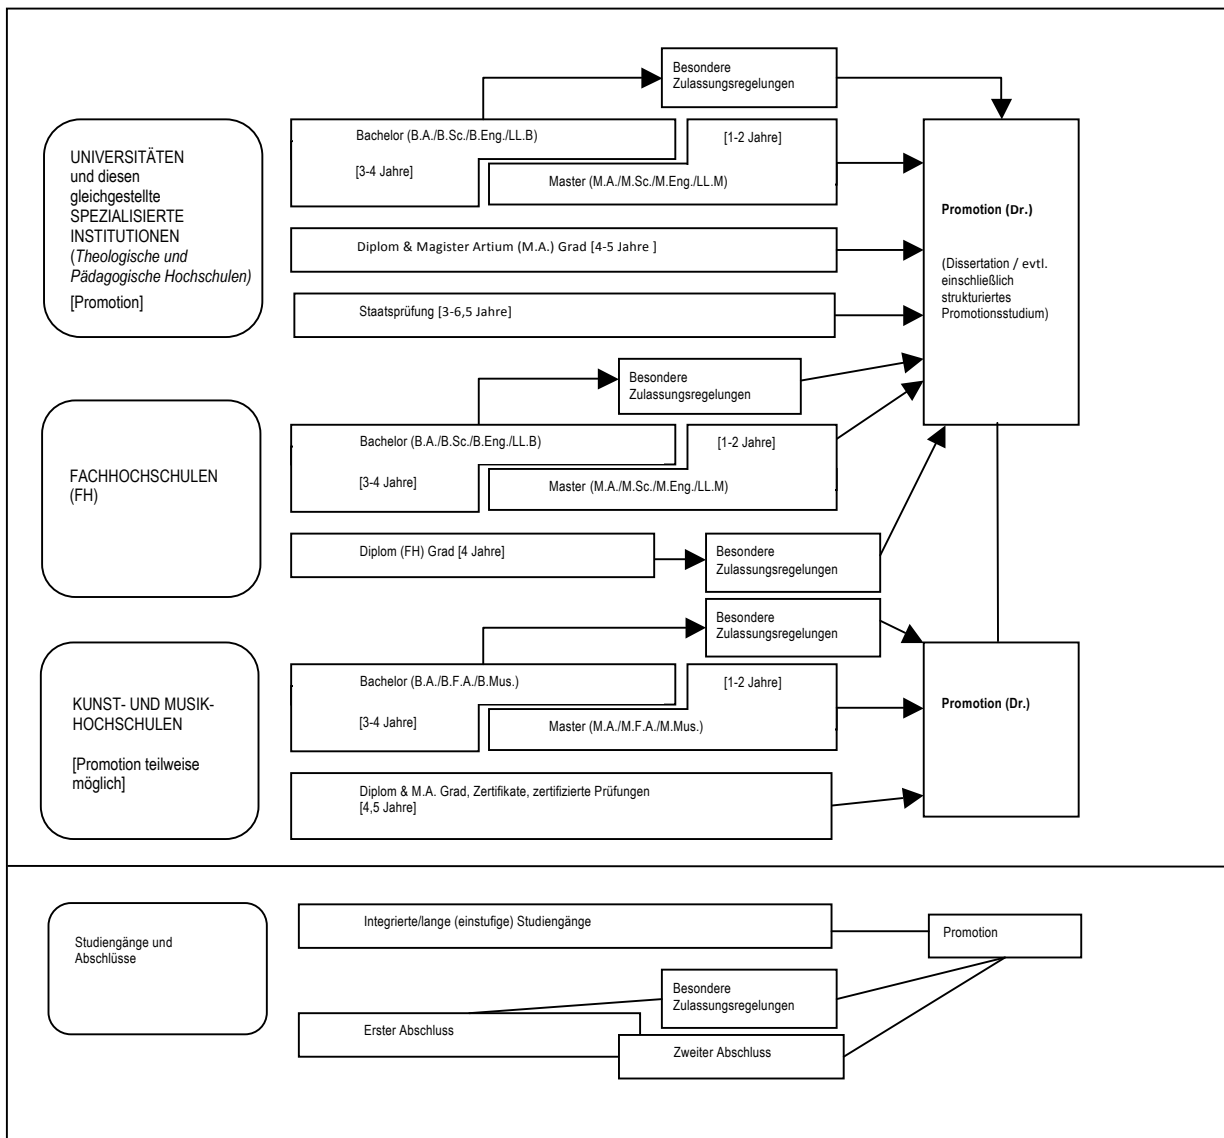 Besondere
Zulassungsregelungen
UNIVERSITÄTEN
und diesen
gleichgestellte
SPEZIALISIERTE
INSTITUTIONEN
(Theologische und
Pädagogische Hochschulen)
[Promotion]
Bachelor (B.A./B.Sc./B.Eng./LL.B)
[3-4 Jahre]
[1-2 Jahre]
Master (M.A./M.Sc./M.Eng./LL.M)
Diplom & Magister Artium (M.A.) Grad [4-5 Jahre ]
Staatsprüfung [3-6,5 Jahre]
Promotion (Dr.)
(Dissertation / evtl.
einschließlich
strukturiertes
Promotionsstudium)
FACHHOCHSCHULEN
(FH)
Besondere
Zulassungsregelungen
Bachelor (B.A./B.Sc./B.Eng./LL.B)
[3-4 Jahre]
[1-2 Jahre]
Master (M.A./M.Sc./M.Eng./LL.M)
Diplom (FH) Grad [4 Jahre]
Besondere
Zulassungsregelungen
KUNST- UND MUSIK-
HOCHSCHULEN
[Promotion teilweise
möglich]
Besondere
Zulassungsregelungen
Bachelor (B.A./B.F.A./B.Mus.)
[3-4 Jahre]
[1-2 Jahre]
Master (M.A./M.F.A./M.Mus.)
Diplom & M.A. Grad, Zertifikate, zertifizierte Prüfungen
[4,5 Jahre]
Promotion (Dr.)
Studiengänge und
Abschlüsse
Integrierte/lange (einstufige) Studiengänge
Promotion
Besondere
Zulassungsregelungen
Erster Abschluss
Zweiter Abschluss